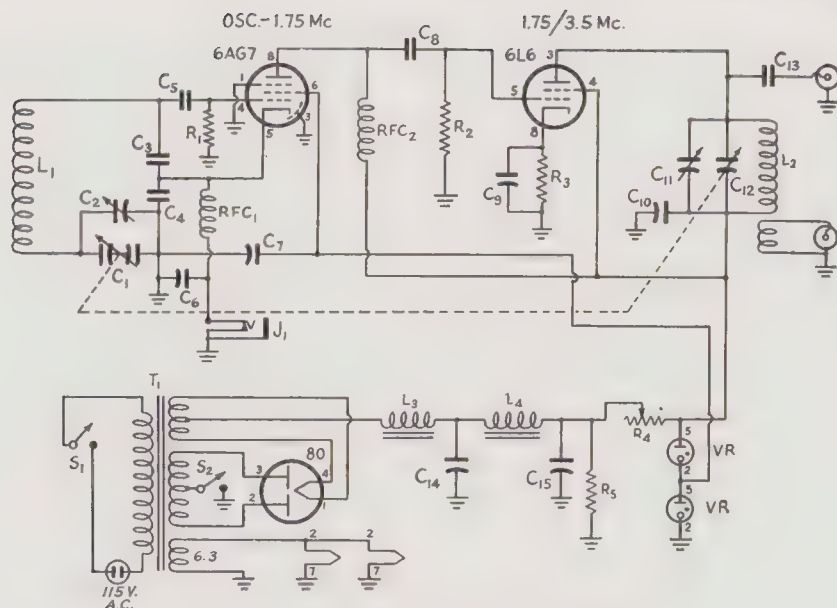 OSC.-1.75 Mc
1.75/3.5 Mc.
6AG7
C8
6L6
C13
8
3
1
6
4
5
3
5
4
8
C5
R1
L1
C3
RFC2
R2
C2
C4
RFC1
C9
R3
C11
C12
L2
C10
C1
C7
C6
V
J1
T1
S1
80
L3
L4
R4
S2
3
4
2
1
C14
C15
R5
5
VR
2
5
VR
2
6.3
2
2
7
7
115 V.
A.C.